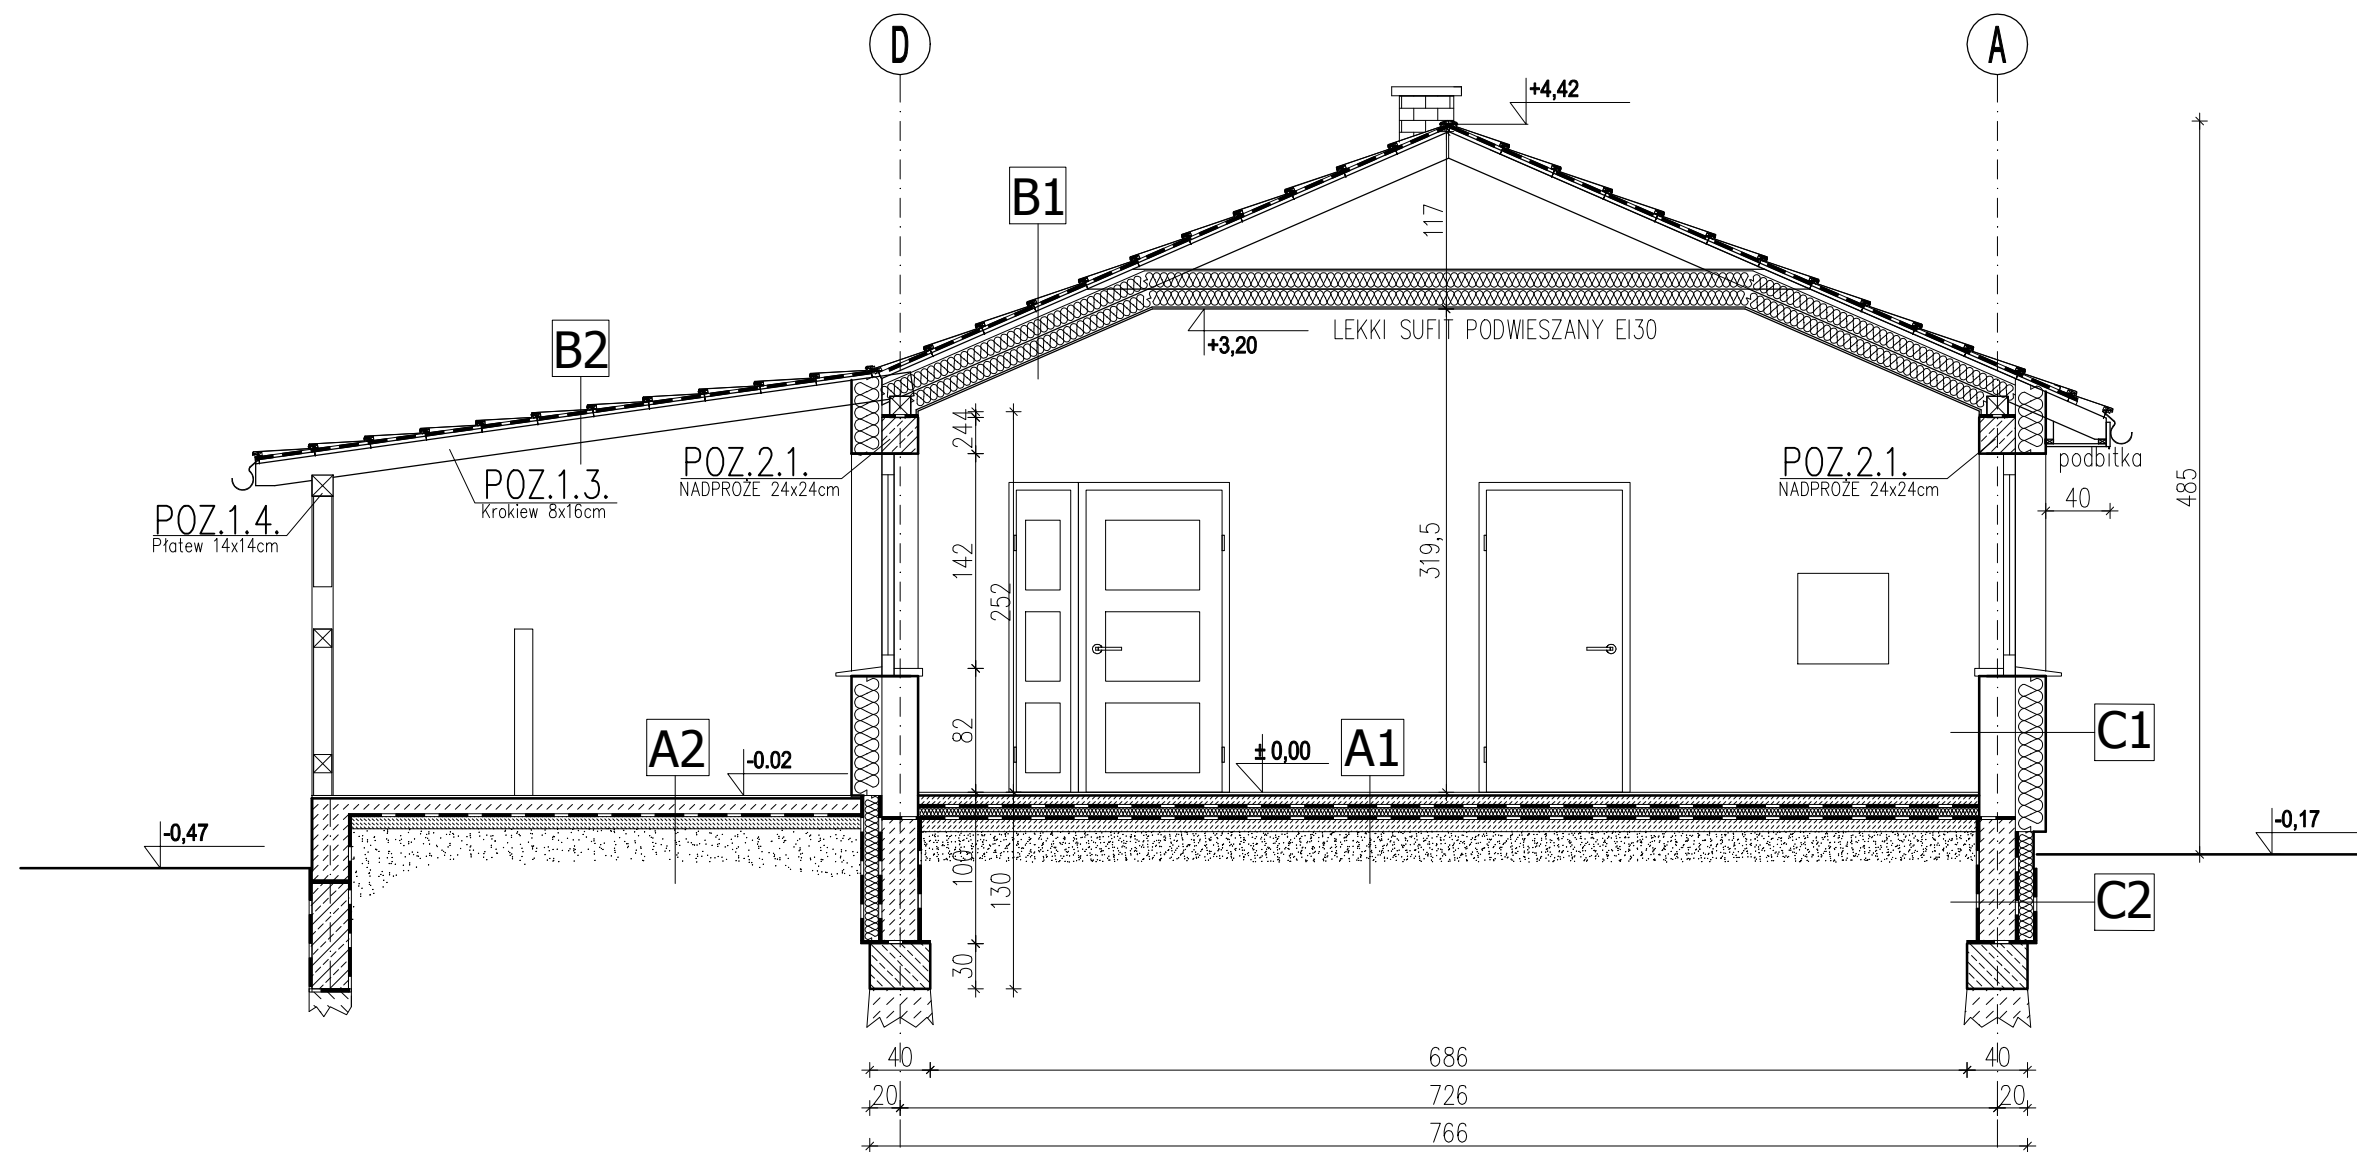 D
A
+4,42
B1
117
B2
LEKKI SUFIT PODWIESZANY EI30
+3,20
244
POZ.2.1.
NADPROŻE 24x24cm
POZ.2.1.
NADPROŻE 24x24cm
podbitka
40
485
POZ.1.3.
Krokiew 8x16cm
POZ.1.4.
Płatew 14x14cm
142
252
319,5
82
A2
-0.02
± 0,00
A1
C1
-0,47
-0,17
100
130
C2
30
40
686
40
20
726
20
766